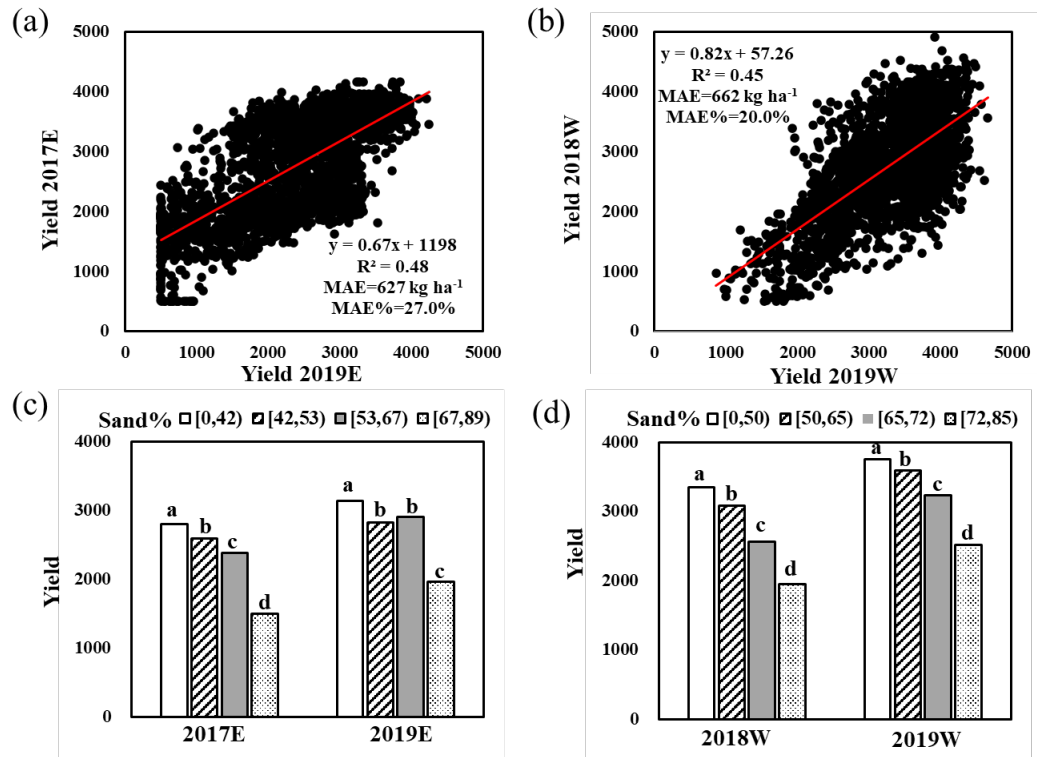 (a)
5000
4000
3000
2000
1000
0
Yield 2017E
y = 0.67x + 1198
R² = 0.48
MAE=627 kg ha⁻¹
MAE%=27.0%
0 1000 2000 3000 4000 5000
Yield 2019E
(b)
5000
4000
3000
2000
1000
0
Yield 2018W
y = 0.82x + 57.26
R² = 0.45
MAE=662 kg ha⁻¹
MAE%=20.0%
0 1000 2000 3000 4000 5000
Yield 2019W
(c)
Sand% [0,42) [42,53) [53,67) [67,89)
4000
3000
2000
1000
0
Yield
a b c d
a b b c
2017E 2019E
(d)
Sand% [0,50) [50,65) [65,72) [72,85)
4000
3000
2000
1000
0
Yield
a b c d
a b c d
2018W 2019W